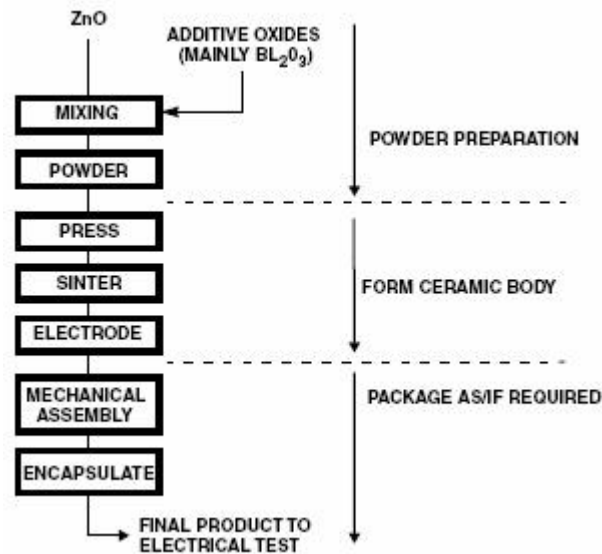 ZnO
ADDITIVE OXIDES
(MAINLY BL₂0₃)
MIXING
POWDER PREPARATION
POWDER
PRESS
SINTER
FORM CERAMIC BODY
ELECTRODE
MECHANICAL
ASSEMBLY
PACKAGE AS/IF REQUIRED
ENCAPSULATE
FINAL PRODUCT TO
ELECTRICAL TEST